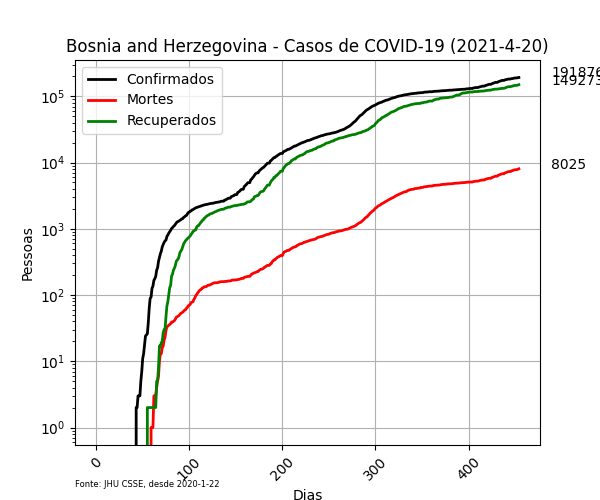 Bosnia and Herzegovina - Casos de COVID-19 (2021-4-20)
Confirmados
Mortes
Recuperados
191876
149273
8025
10^5
10^4
10^3
10^2
10^1
10^0
Pessoas
0 100 200 300 400
Fonte: JHU CSSE, desde 2020-1-22
Dias